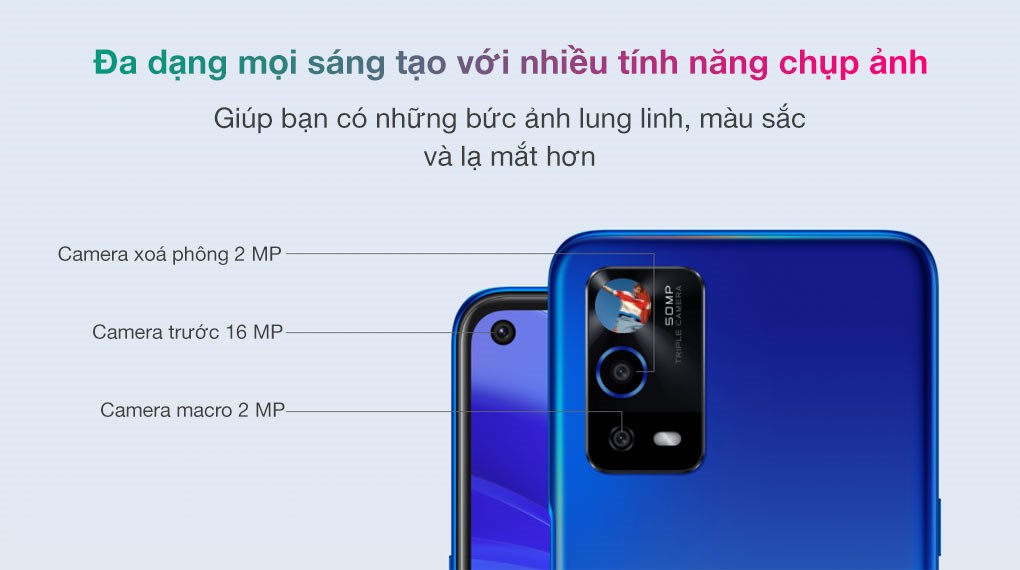 Đa dạng mọi sáng tạo với nhiều tính năng chụp ảnh
Giúp bạn có những bức ảnh lung linh, màu sắc
và lạ mắt hơn
Camera xoá phông 2 MP
Camera trước 16 MP
Camera macro 2 MP
50MP
TRIPLE CAMERA